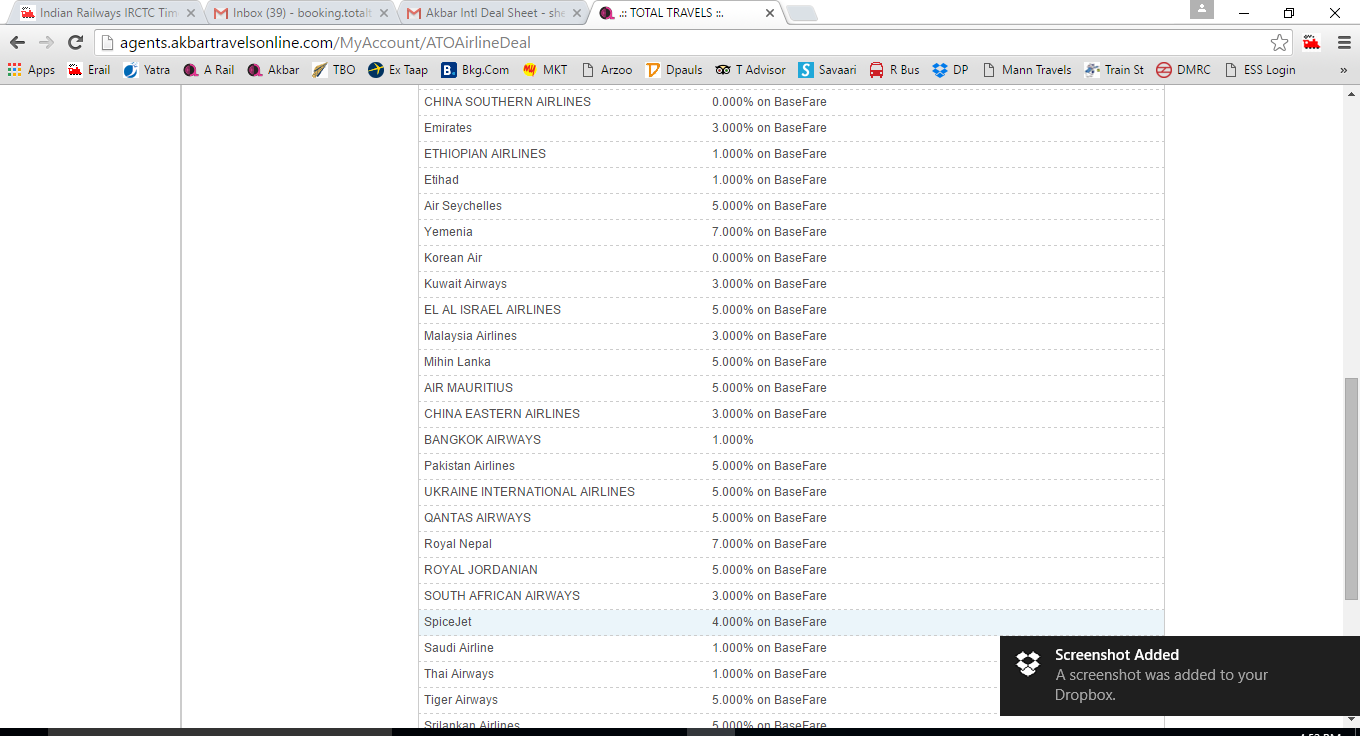 Indian Railways IRCTC Tim
Inbox (39) - booking.totalt
Akbar Intl Deal Sheet - she
.:: TOTAL TRAVELS ::.
agents.akbartravelsonline.com/MyAccount/ATOAirlineDeal
Apps Erail Yatra A Rail Akbar TBO Ex Taap Bkg.Com MKT Arzoo Dpauls T Advisor Savaari R Bus DP Mann Travels Train St DMRC ESS Login »
CHINA SOUTHERN AIRLINES 0.000% on BaseFare
Emirates 3.000% on BaseFare
ETHIOPIAN AIRLINES 1.000% on BaseFare
Etihad 1.000% on BaseFare
Air Seychelles 5.000% on BaseFare
Yemenia 7.000% on BaseFare
Korean Air 0.000% on BaseFare
Kuwait Airways 3.000% on BaseFare
EL AL ISRAEL AIRLINES 5.000% on BaseFare
Malaysia Airlines 3.000% on BaseFare
Mihin Lanka 5.000% on BaseFare
AIR MAURITIUS 5.000% on BaseFare
CHINA EASTERN AIRLINES 3.000% on BaseFare
BANGKOK AIRWAYS 1.000%
Pakistan Airlines 5.000% on BaseFare
UKRAINE INTERNATIONAL AIRLINES 5.000% on BaseFare
QANTAS AIRWAYS 5.000% on BaseFare
Royal Nepal 7.000% on BaseFare
ROYAL JORDANIAN 5.000% on BaseFare
SOUTH AFRICAN AIRWAYS 3.000% on BaseFare
SpiceJet 4.000% on BaseFare
Saudi Airline 1.000% on BaseFare
Thai Airways 1.000% on BaseFare
Tiger Airways 5.000% on BaseFare
Srilankan Airlines 5.000% on BaseFare
Screenshot Added
A screenshot was added to your
Dropbox.